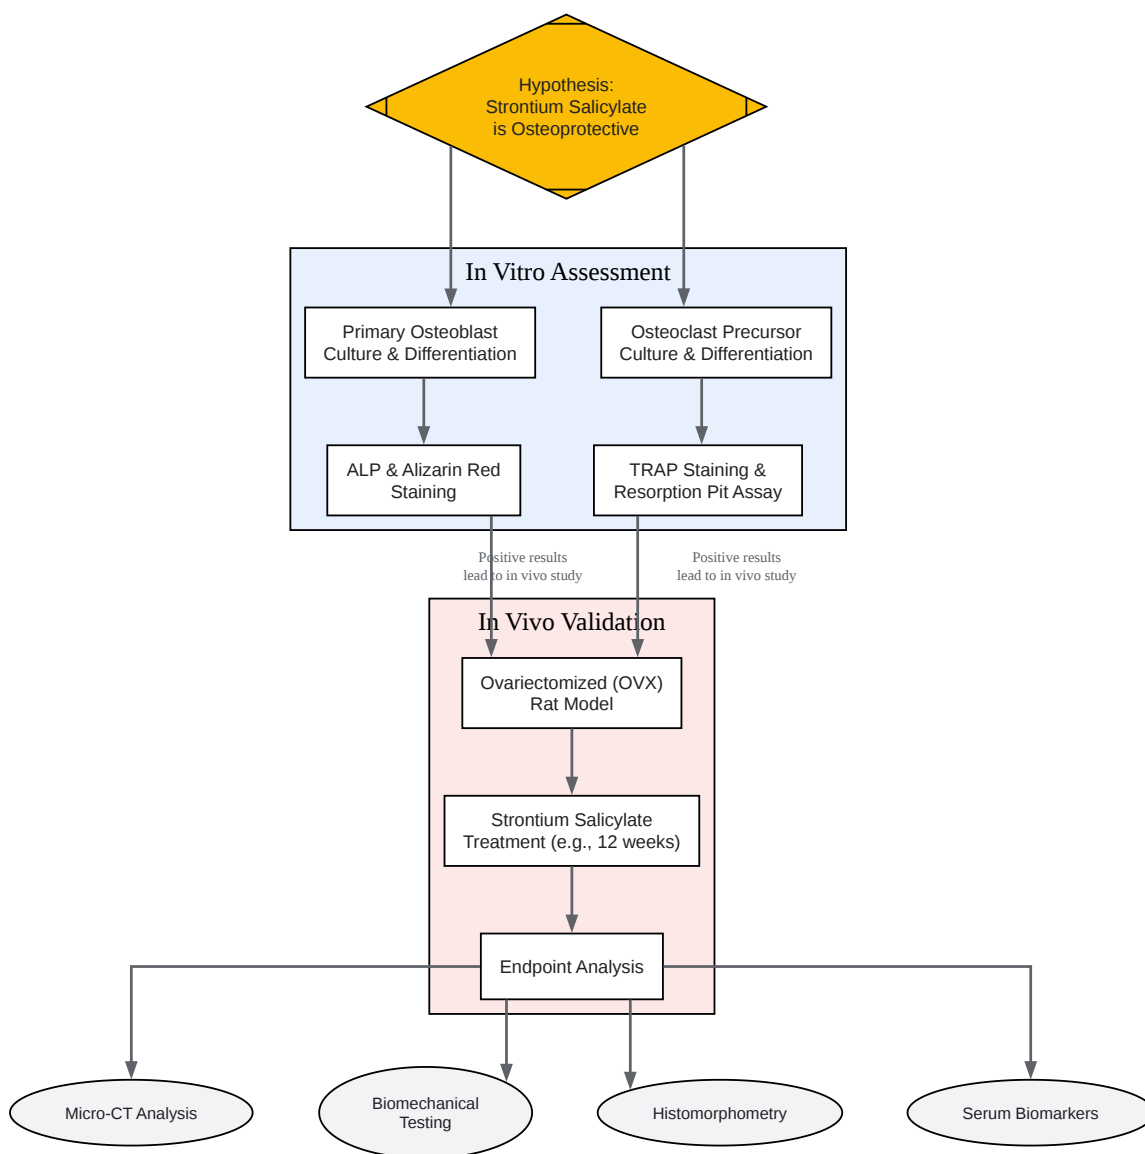 Hypothesis:
Strontium Salicylate
is Osteoprotective
In Vitro Assessment
Primary Osteoblast
Culture & Differentiation
Osteoclast Precursor
Culture & Differentiation
ALP & Alizarin Red
Staining
TRAP Staining &
Resorption Pit Assay
Positive results
lead to in vivo study
Positive results
lead to in vivo study
In Vivo Validation
Ovariectomized (OVX)
Rat Model
Strontium Salicylate
Treatment (e.g., 12 weeks)
Endpoint Analysis
Micro-CT Analysis
Biomechanical
Testing
Histomorphometry
Serum Biomarkers